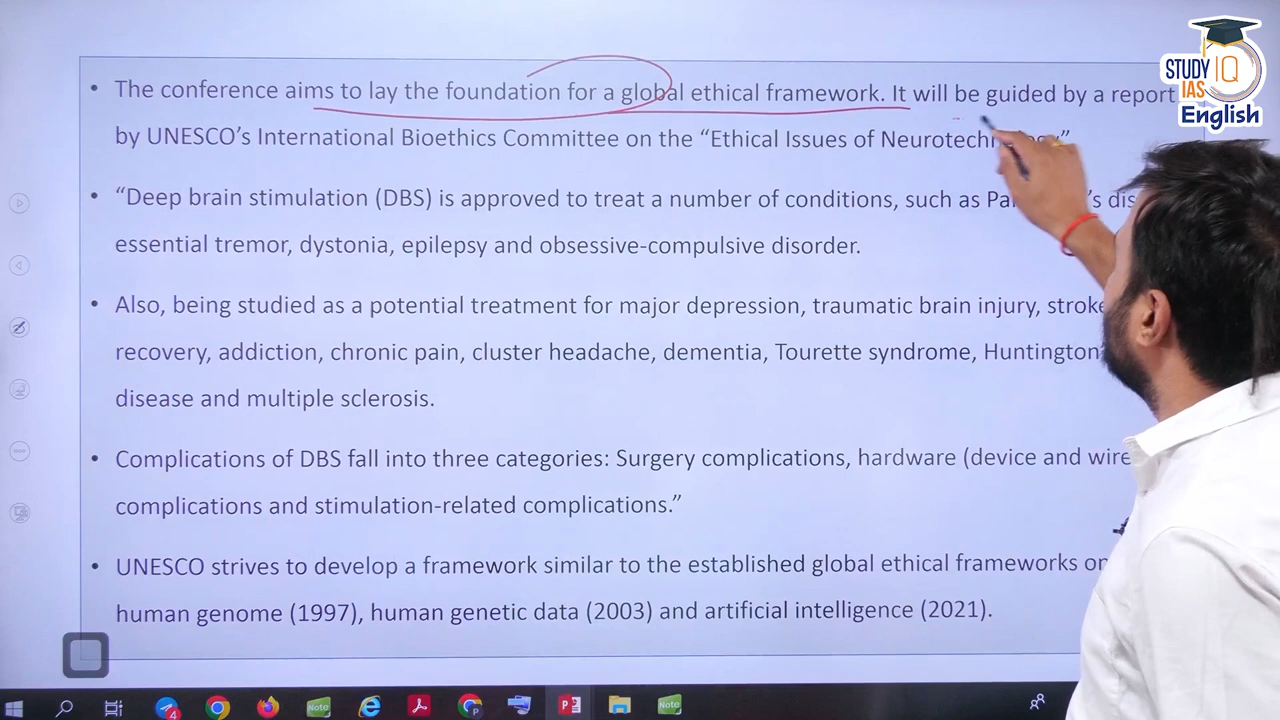 STUDY IQ
IAS
English
• The conference aims to lay the foundation for a global ethical framework. It will be guided by a report
by UNESCO's International Bioethics Committee on the “Ethical Issues of
• “Deep brain stimulation (DBS) is approved to treat a number of conditions, such as
essential tremor, dystonia, epilepsy and obsessive-compulsive disorder.
• Also, being studied as a potential treatment for major depression, traumatic brain injury, stroke
recovery, addiction, chronic pain, cluster headache, dementia, Tourette syndrome, Huntington
disease and multiple sclerosis.
• Complications of DBS fall into three categories: Surgery complications, hardware (device and wire
complications and stimulation-related complications.”
• UNESCO strives to develop a framework similar to the established global ethical frameworks on
human genome (1997), human genetic data (2003) and artificial intelligence (2021).
4
Note
Note